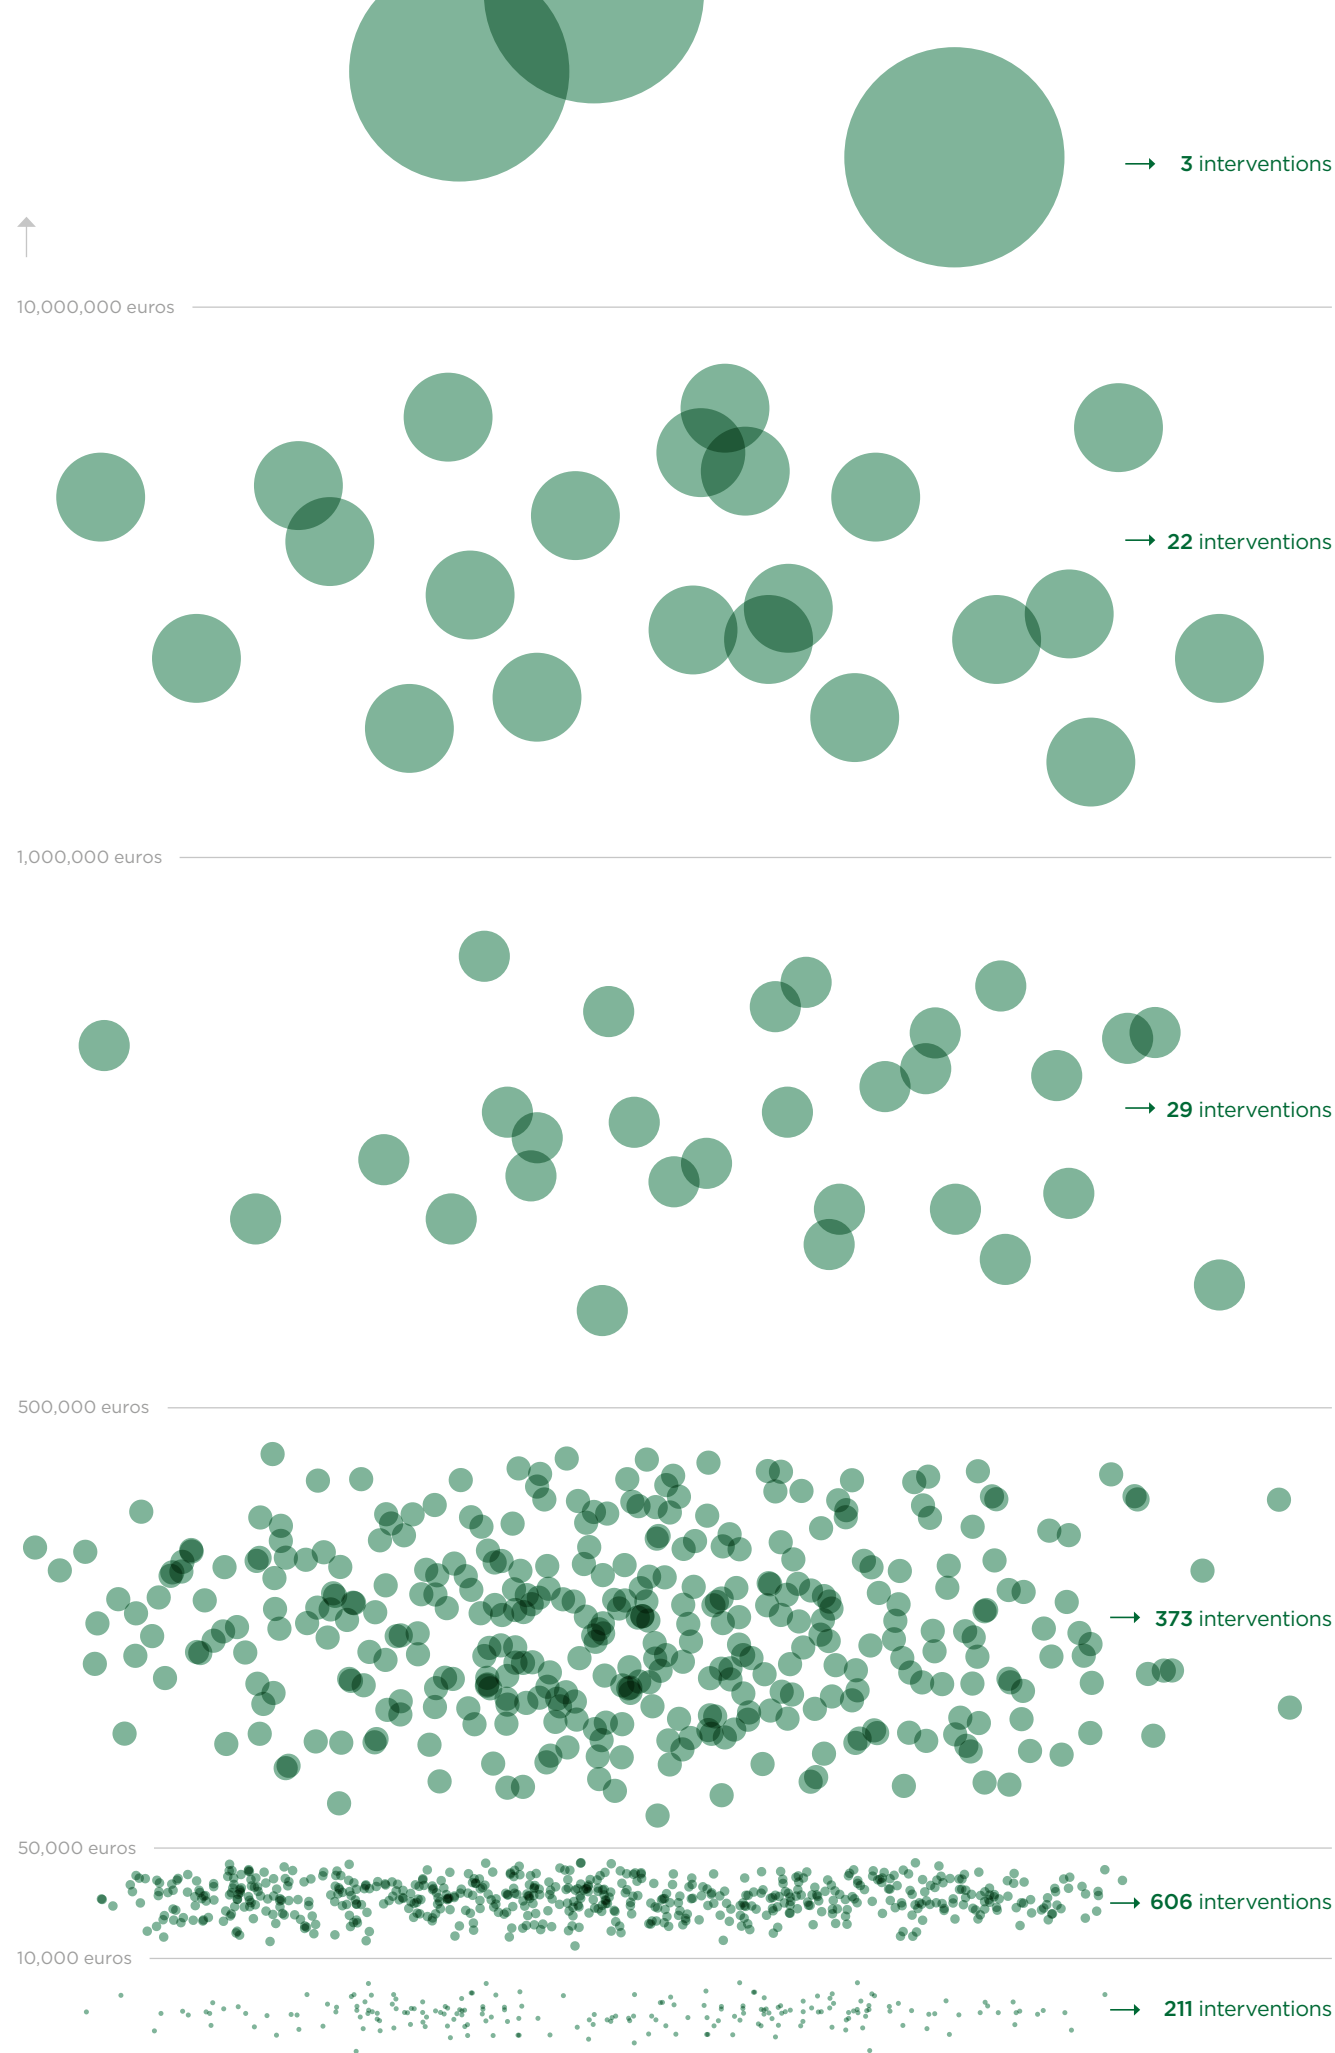 3 interventions
10,000,000 euros
22 interventions
1,000,000 euros
29 interventions
500,000 euros
373 interventions
50,000 euros
606 interventions
10,000 euros
211 interventions